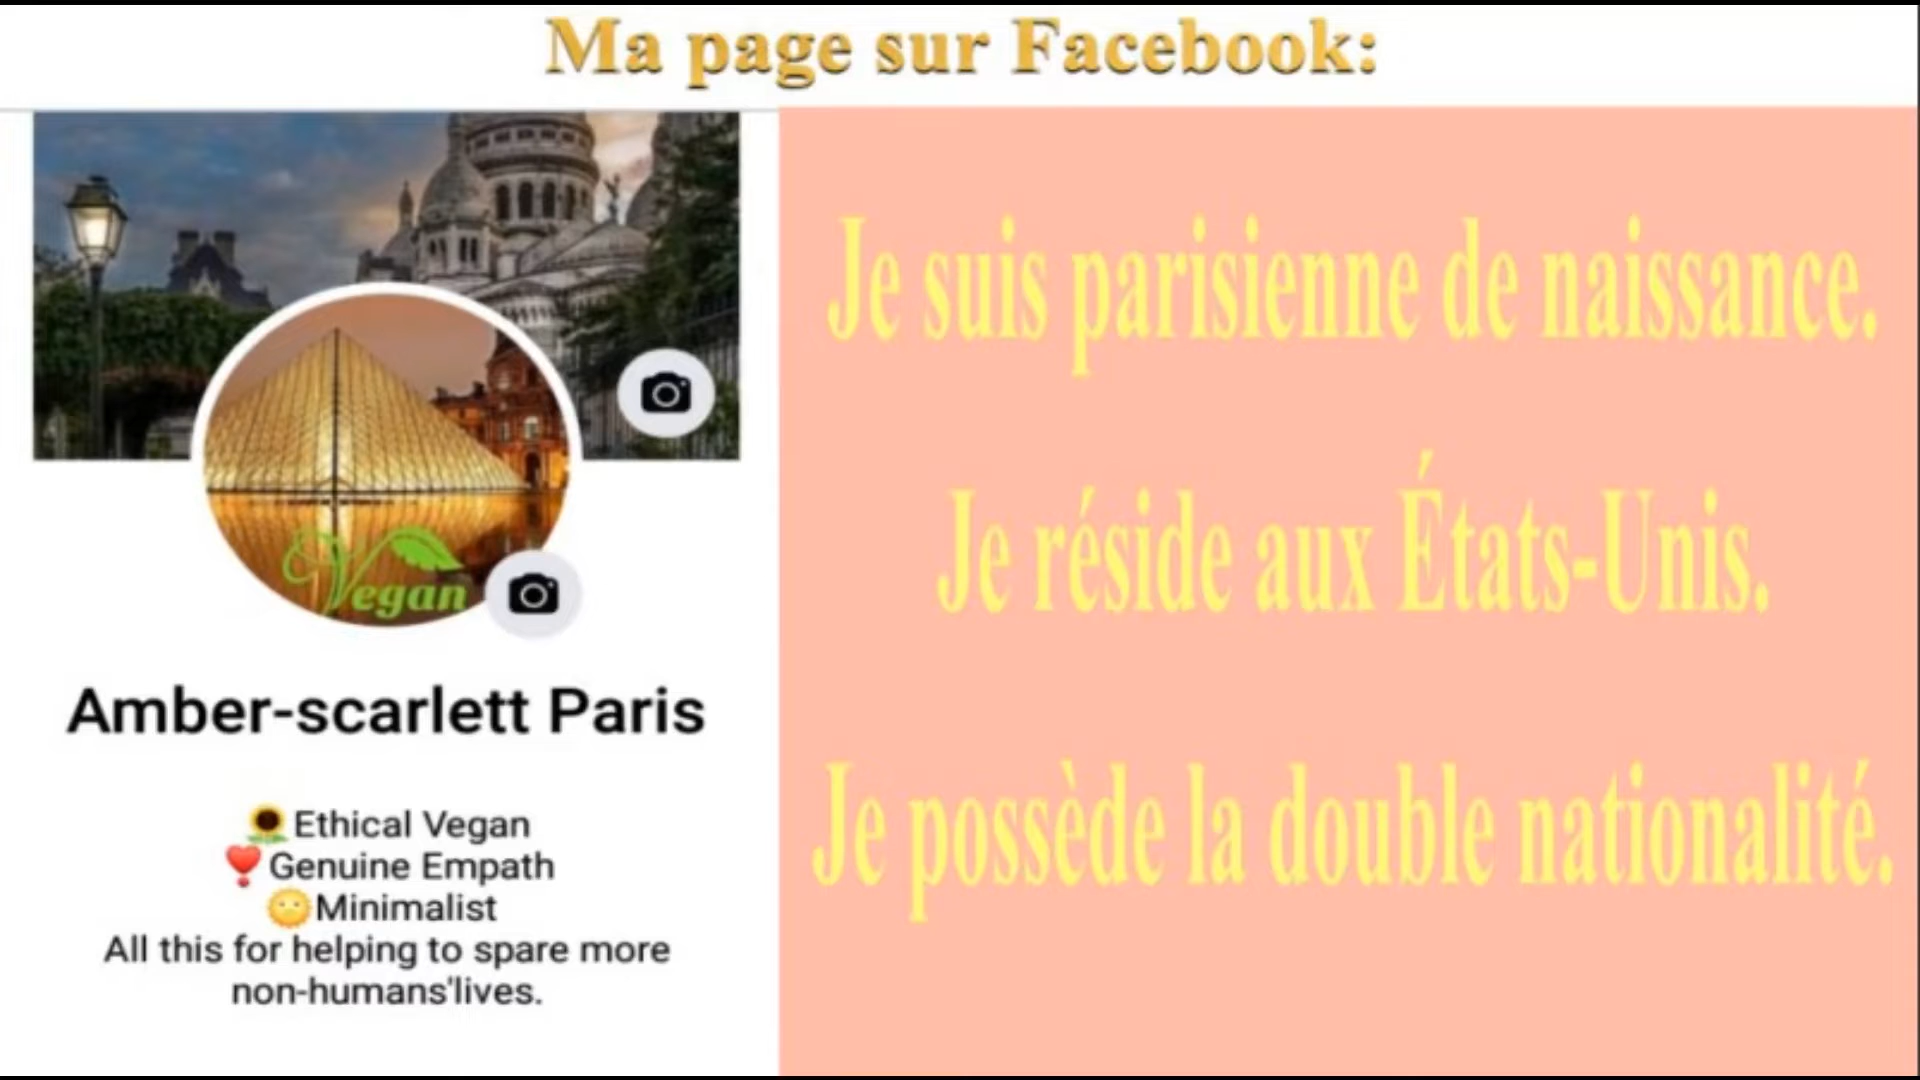 Ma page sur Facebook:
Vegan
Amber-scarlett Paris
🌻Ethical Vegan
❣️Genuine Empath
🌝Minimalist
All this for helping to spare more
non-humans'lives.
Je suis parisienne de naissance.
Je réside aux États-Unis.
Je possède la double nationalité.